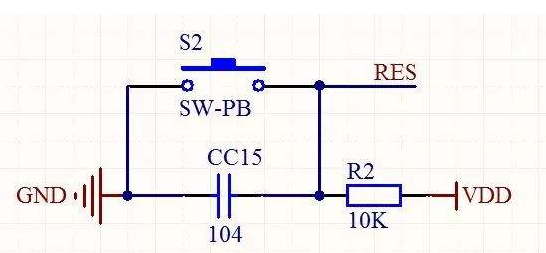 S2
RES
SW-PB
CC15
R2
GND
VDD
104
10K